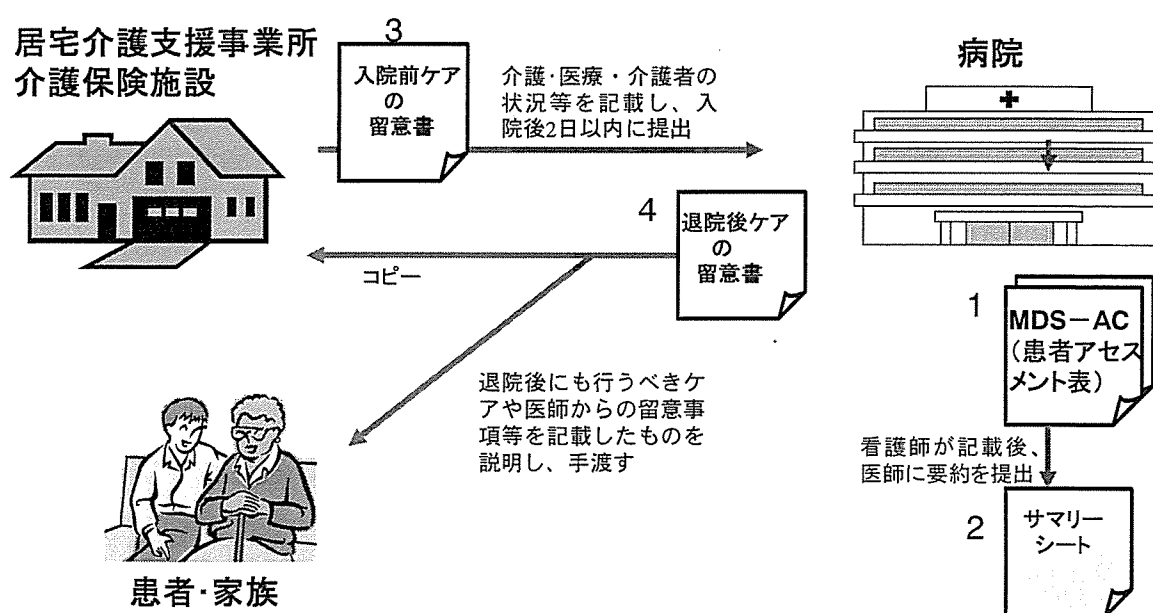 居宅介護支援事業所
介護保険施設
3
入院前ケア
の
留意書
介護・医療・介護者の
状況等を記載し、入
院後2日以内に提出
病院
4
退院後ケア
の
留意書
コピー
1
MDS－AC
（患者アセス
メント表）
退院後にも行うべきケ
アや医師からの留意事
項等を記載したものを
説明し、手渡す
看護師が記載後、
医師に要約を提出
2
サマリー
シート
患者・家族